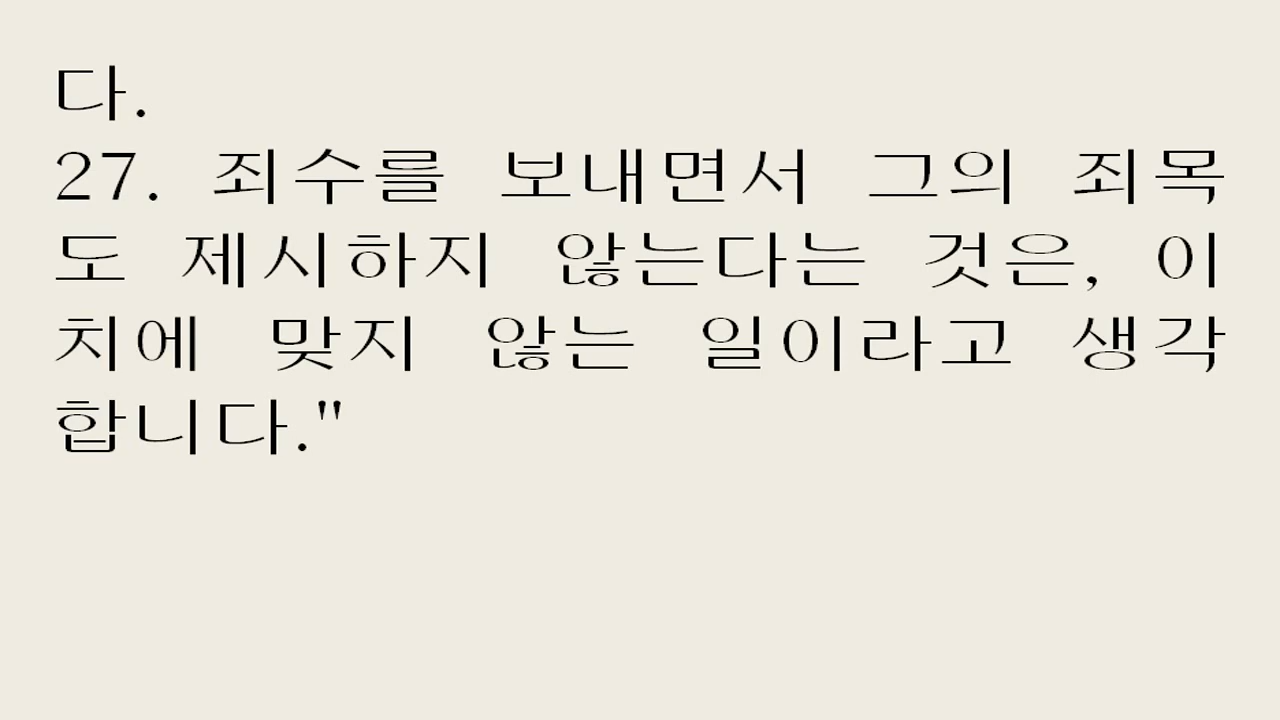 다.
27. 죄수를 보내면서 그의 죄목
도 제시하지 않는다는 것은, 이
치에 맞지 않는 일이라고 생각
합니다."